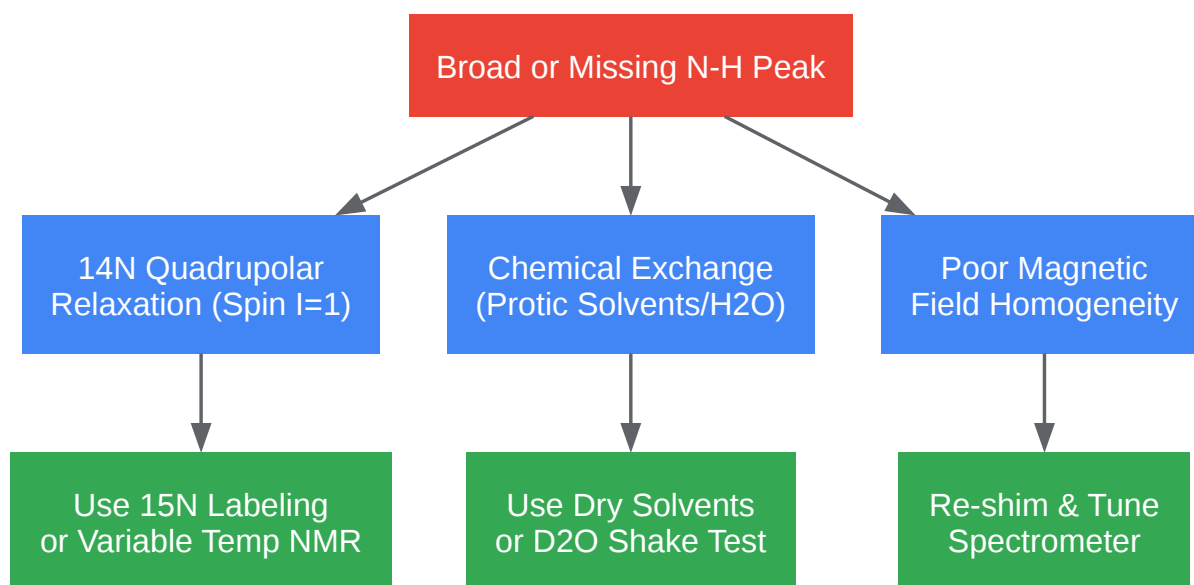 Broad or Missing N-H Peak
14N Quadrupolar
Relaxation (Spin I=1)
Chemical Exchange
(Protic Solvents/H2O)
Poor Magnetic
Field Homogeneity
Use 15N Labeling
or Variable Temp NMR
Use Dry Solvents
or D2O Shake Test
Re-shim & Tune
Spectrometer